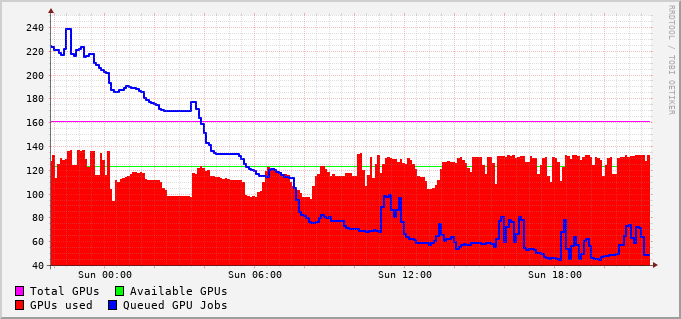 RRDTOOL / TOBI OETIKER
240
220
200
180
160
140
120
100
80
60
40
Sun 00:00 Sun 06:00 Sun 12:00 Sun 18:00
Total GPUs Available GPUs
GPUs used Queued GPU Jobs